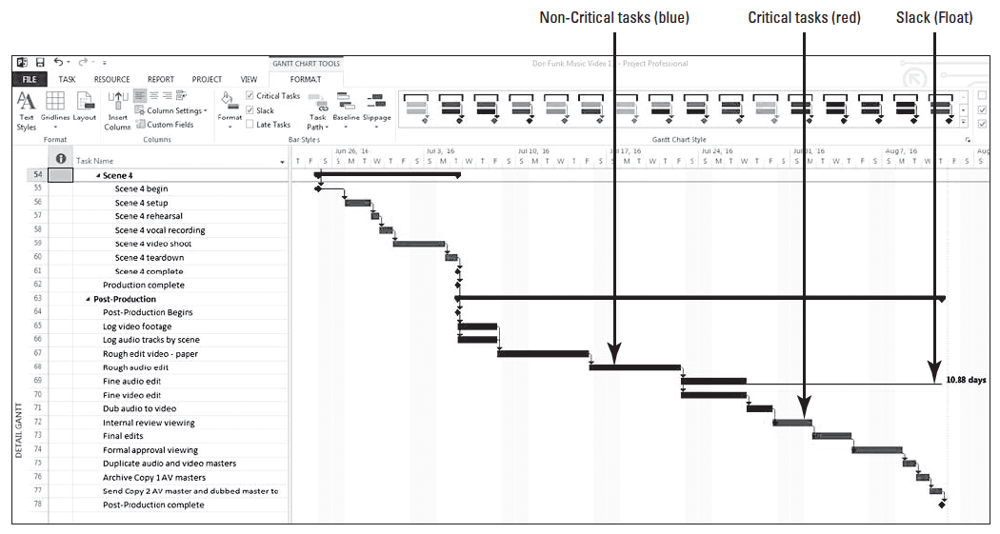 Non-Critical tasks (blue) Critical tasks (red) Slack (Float)
GANTT CHART TOOLS Don Funk Music Video 1 - Project Professional
FILE TASK RESOURCE REPORT PROJECT VIEW FORMAT
Text Styles Gridlines Layout Insert Column Column Settings Custom Fields Format Critical Tasks Slack Late Tasks Task Path Baseline Slippage
Format Columns Bar Styles Gantt Chart Style
Task Name Jun 26, '16 Jul 3, '16 Jul 10, '16 Jul 17, '16 Jul 24, '16 Jul 31, '16 Aug 7, '16 Aug
T F S S M T W T F S S M T W T F S S M T W T F S S M T W T F S S M T W T F S S M T W T F S S M T W T F S S
54 Scene 4
55 Scene 4 begin
56 Scene 4 setup
57 Scene 4 rehearsal
58 Scene 4 vocal recording
59 Scene 4 video shoot
60 Scene 4 teardown
61 Scene 4 complete
62 Production complete
63 Post-Production
64 Post-Production Begins
65 Log video footage
66 Log audio tracks by scene
67 Rough edit video - paper
68 Rough audio edit
69 Fine audio edit 10.88 days
70 Fine video edit
71 Dub audio to video
72 Internal review viewing
73 Final edits
74 Formal approval viewing
75 Duplicate audio and video masters
76 Archive Copy 1 AV masters
77 Send Copy 2 AV master and dubbed master to
78 Post-Production complete
DETAIL GANTT